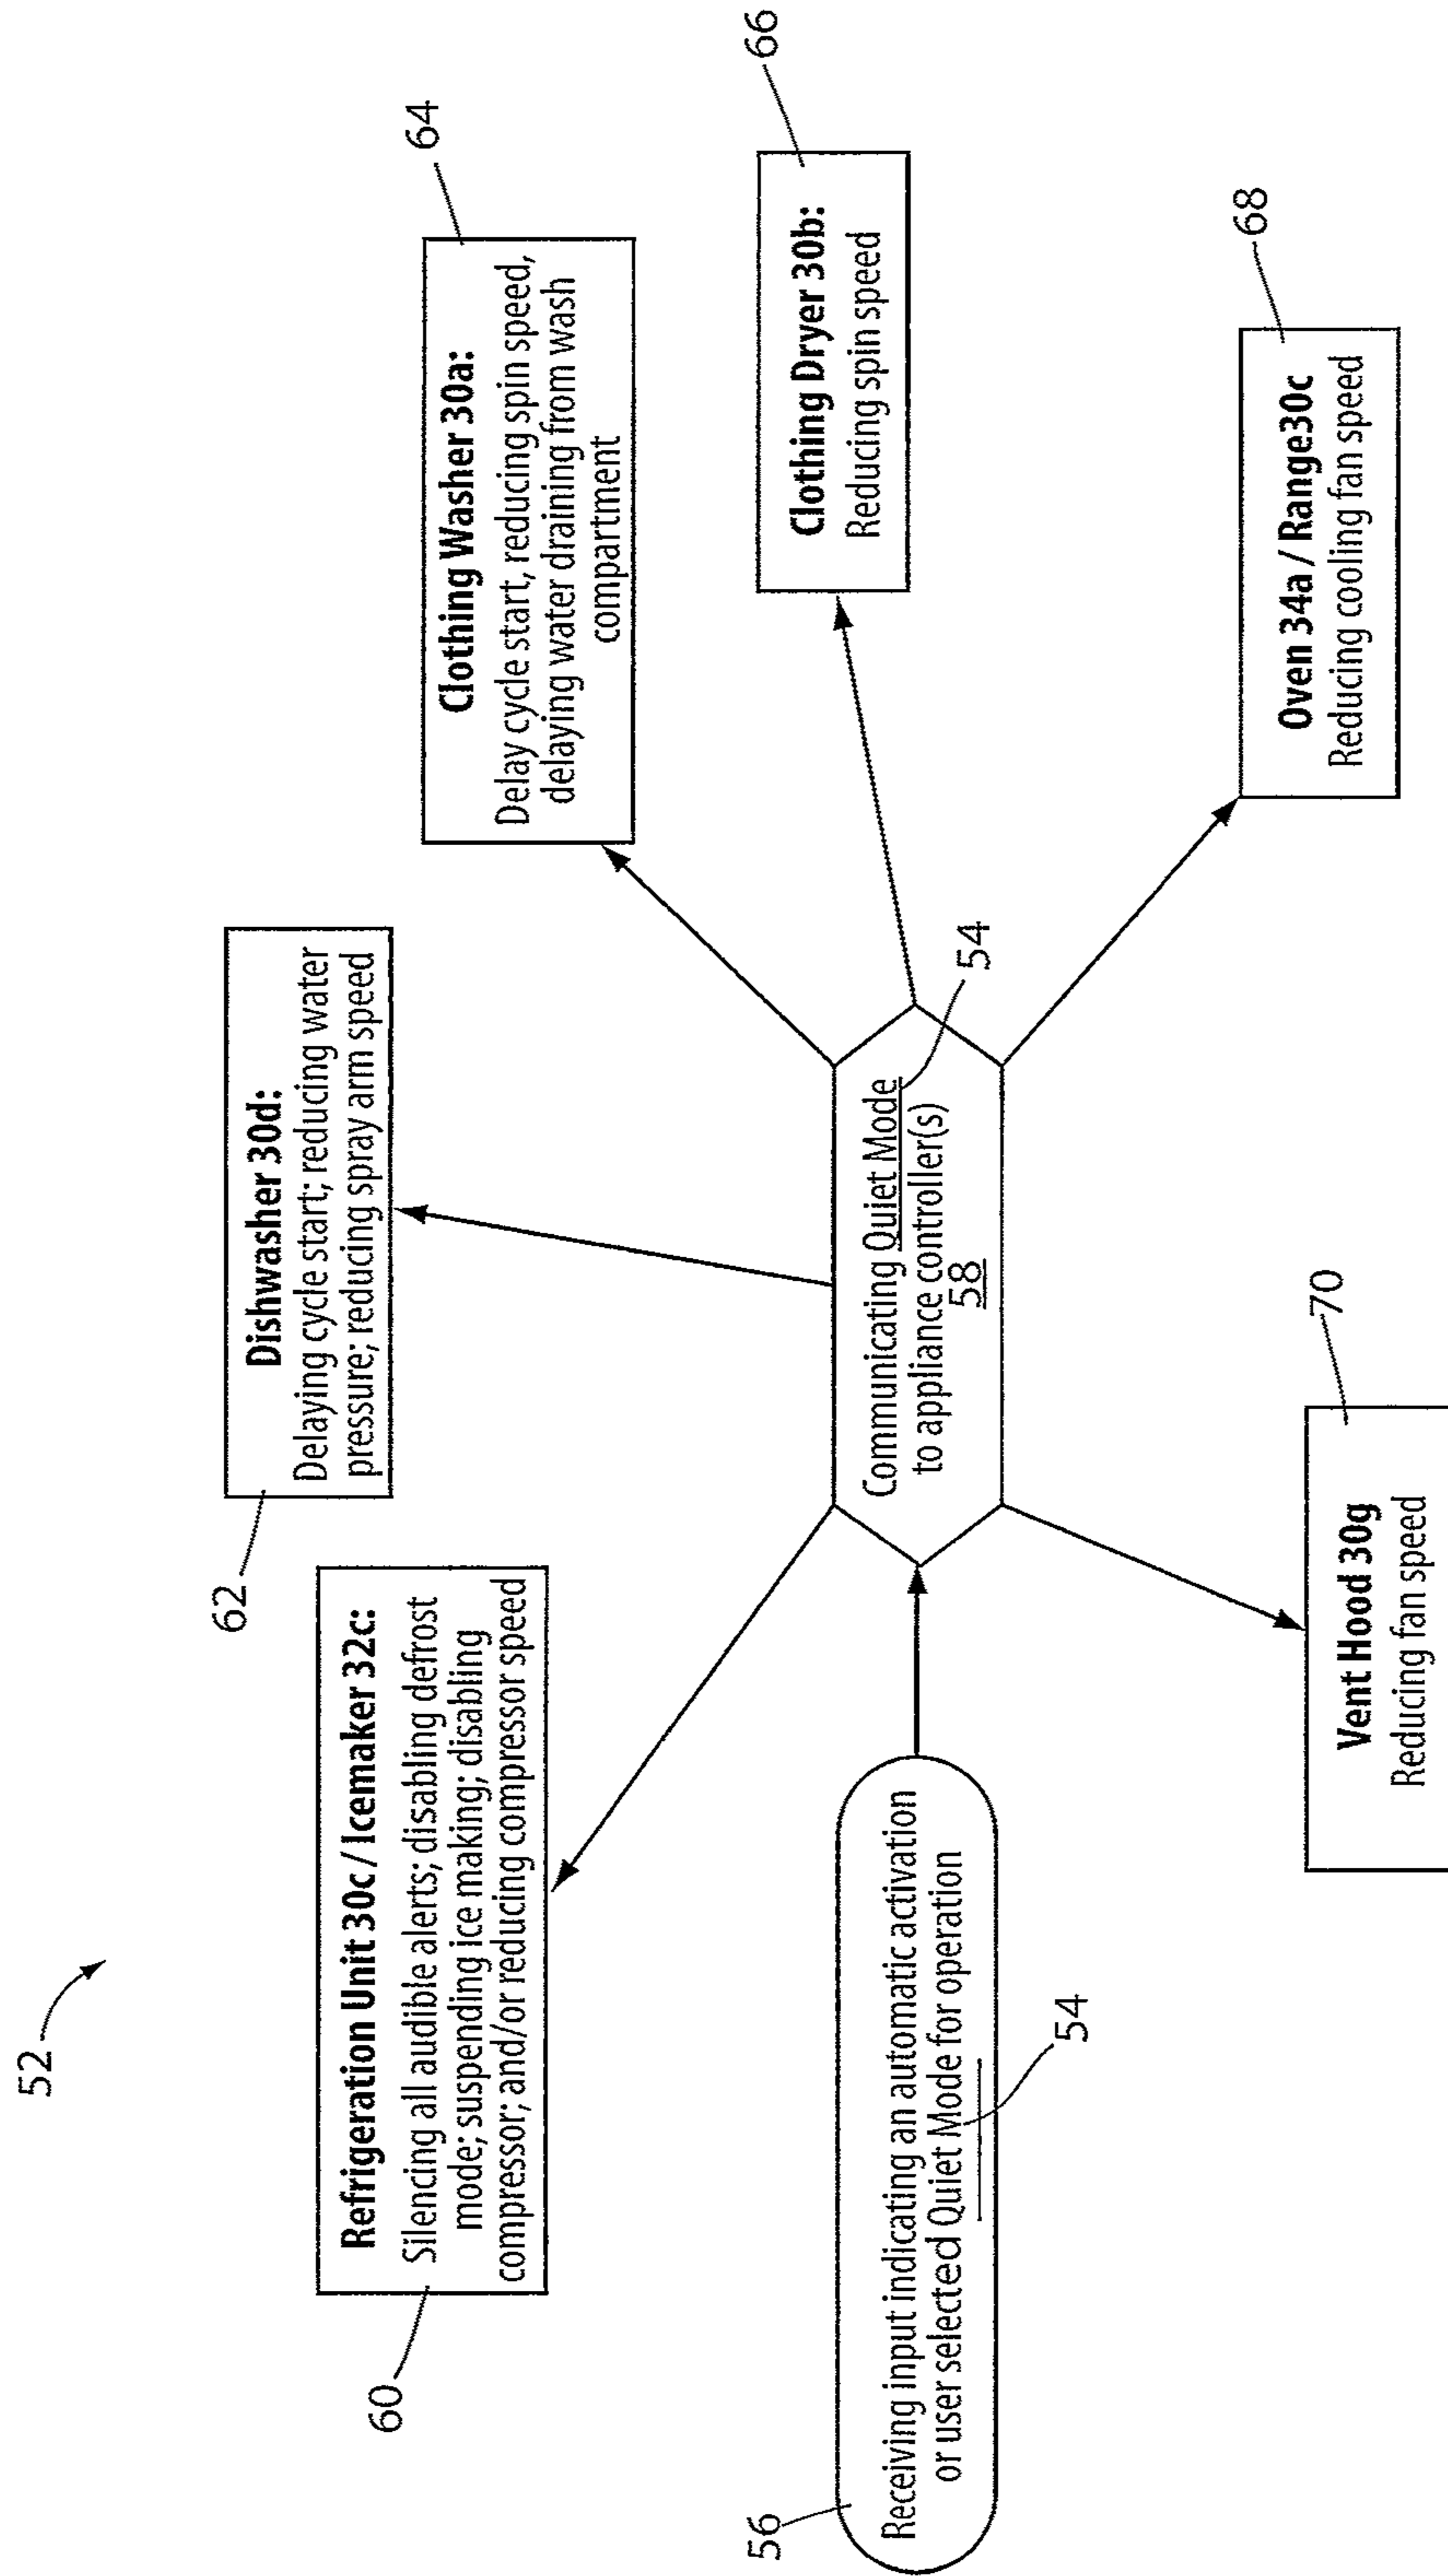 52
60
Refrigeration Unit 30c / Icemaker 32c:
Silencing all audible alerts; disabling defrost
mode; suspending ice making; disabling
compressor; and/or reducing compressor speed
62
Dishwasher 30d:
Delaying cycle start; reducing water
pressure; reducing spray arm speed
64
Clothing Washer 30a:
Delay cycle start, reducing spin speed,
delaying water draining from wash
compartment
56
Receiving input indicating an automatic activation
or user selected Quiet Mode for operation
54
Communicating Quiet Mode
to appliance controller(s)
58
54
66
Clothing Dryer 30b:
Reducing spin speed
70
Vent Hood 30g
Reducing fan speed
68
Oven 34a / Range30c
Reducing cooling fan speed